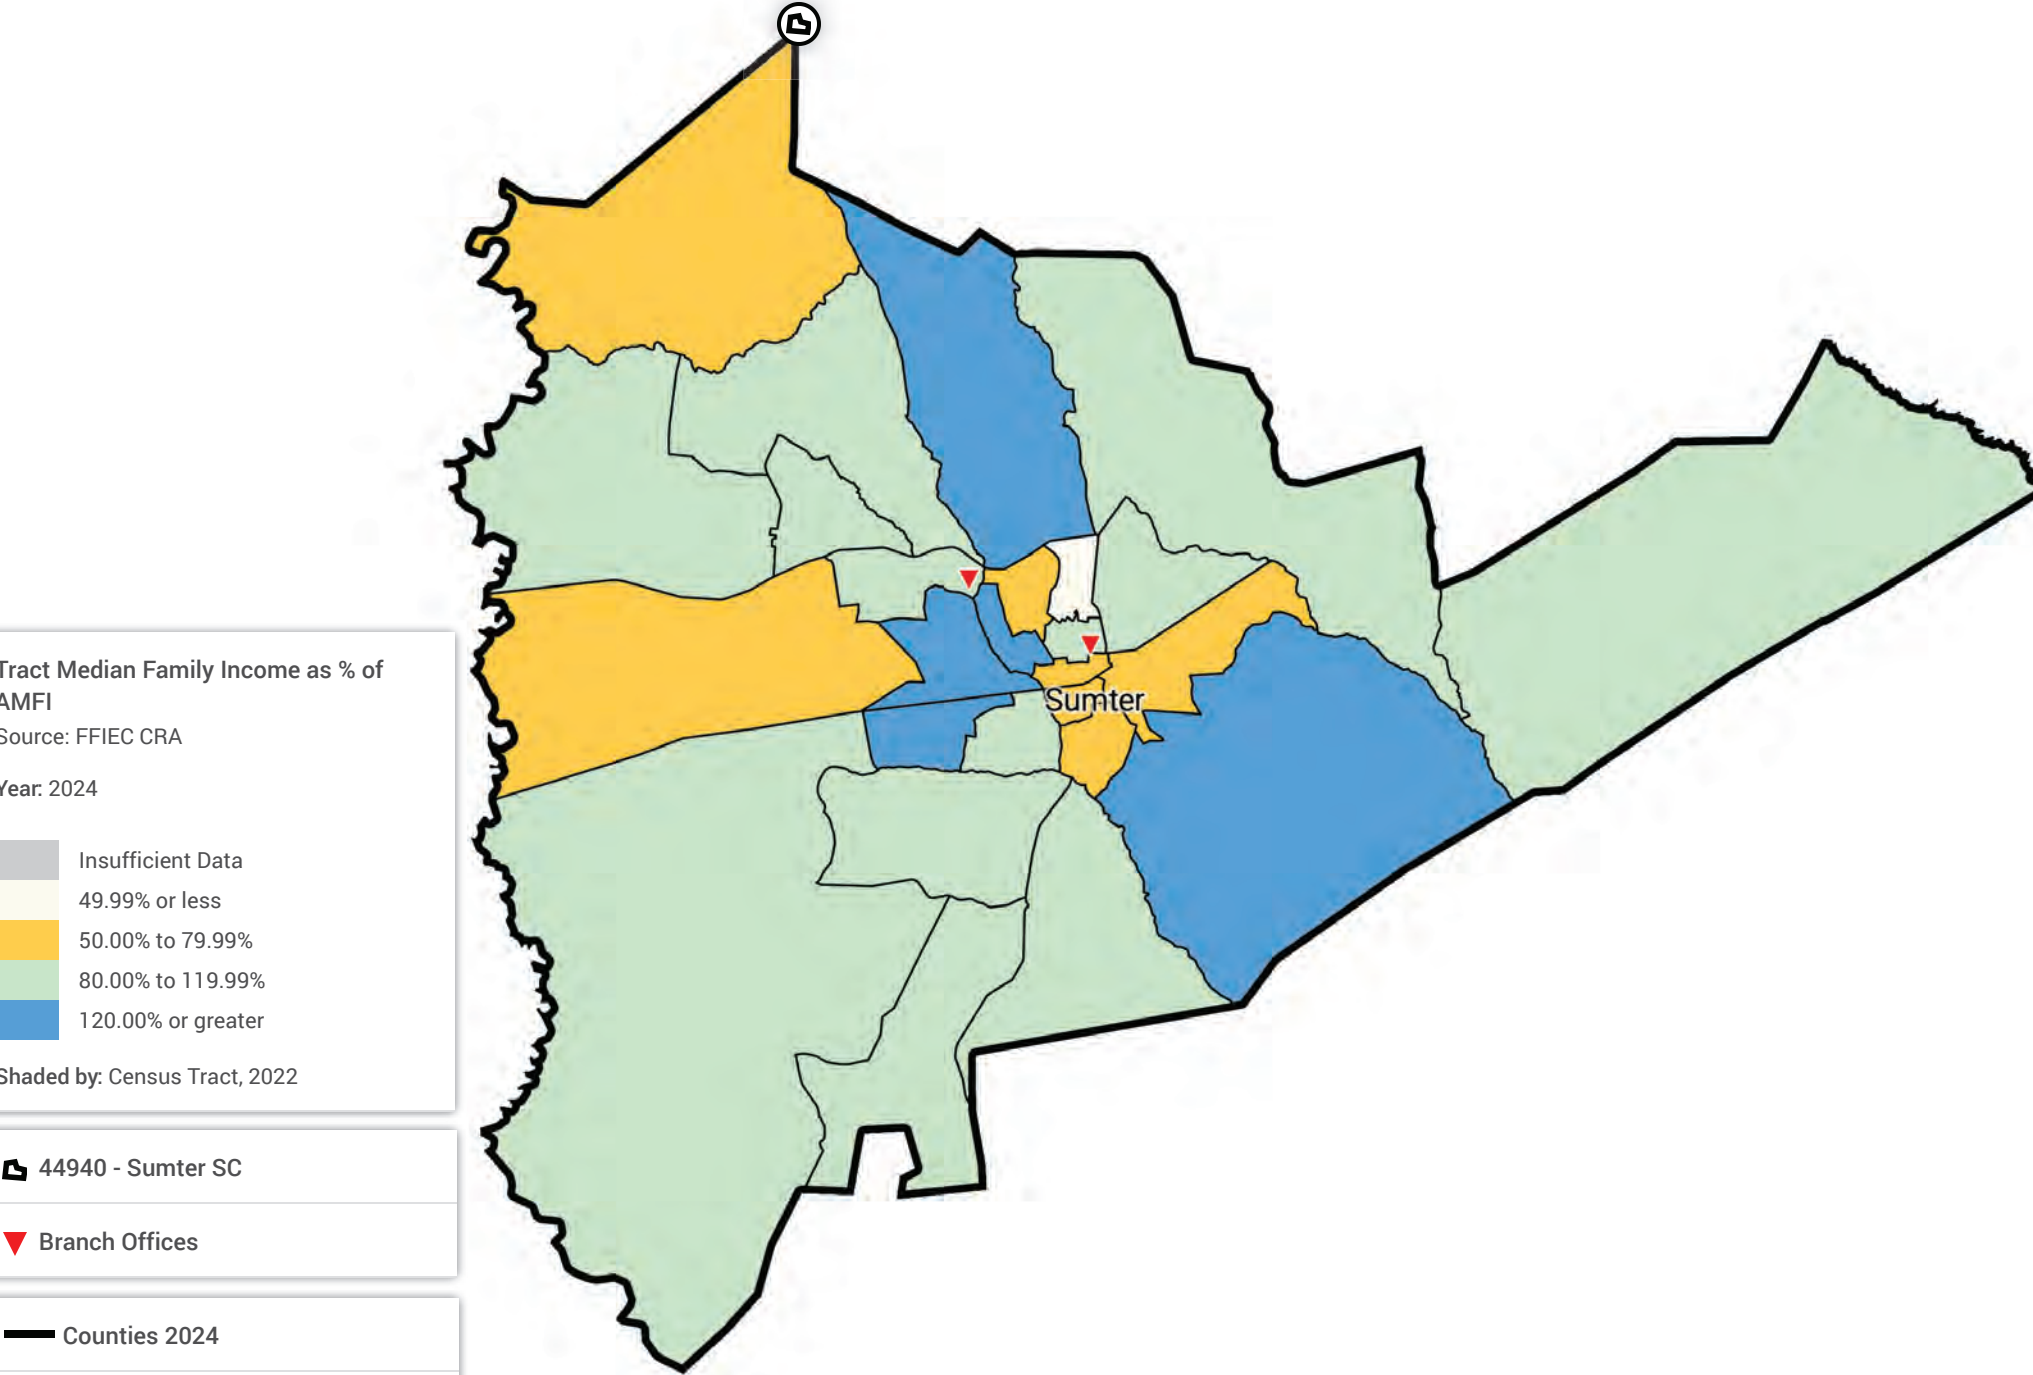 Sumter
Tract Median Family Income as % of
AMFI
Source: FFIEC CRA
Year: 2024
Insufficient Data
49.99% or less
50.00% to 79.99%
80.00% to 119.99%
120.00% or greater
Shaded by: Census Tract, 2022
44940 - Sumter SC
Branch Offices
Counties 2024